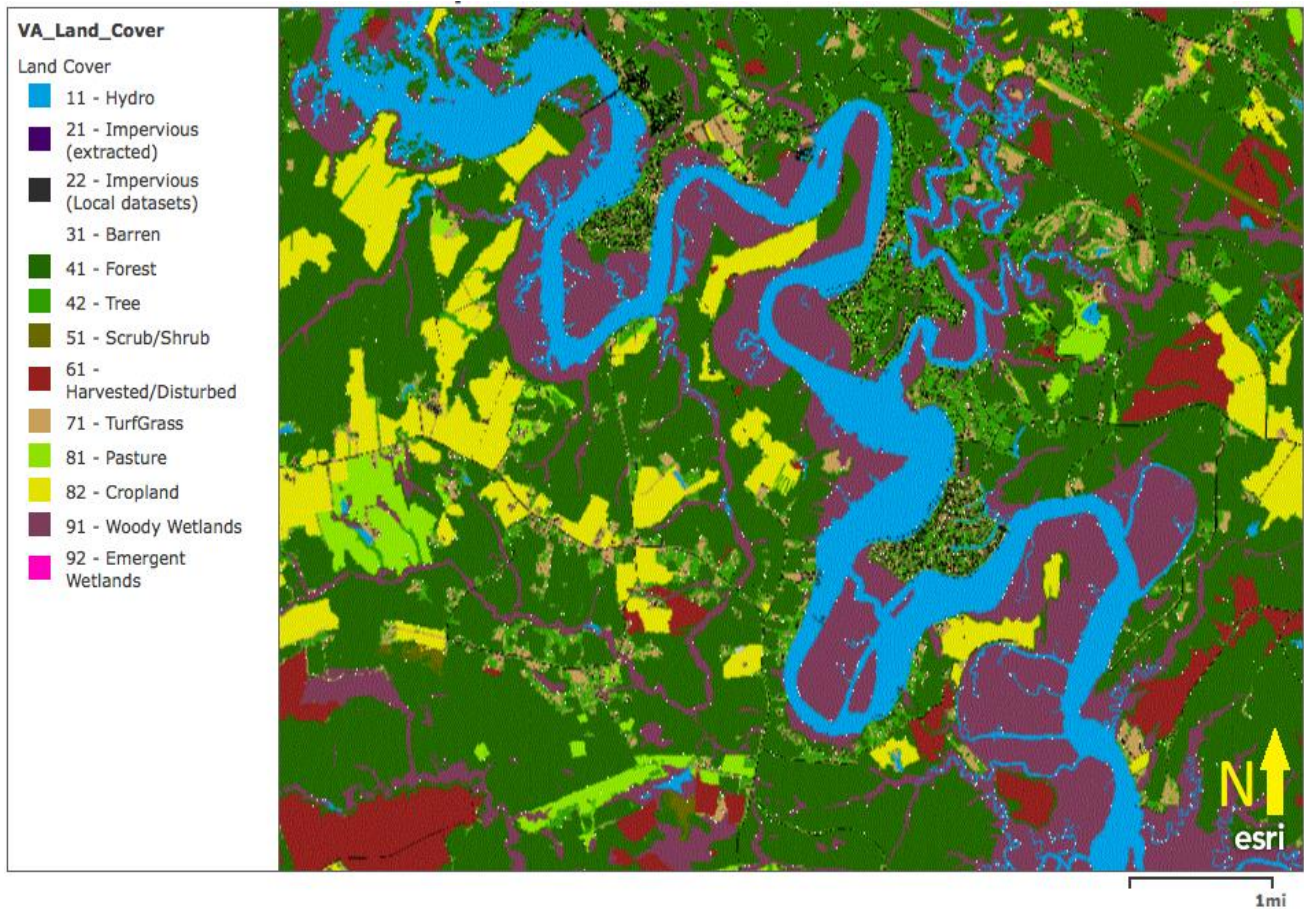 VA_Land_Cover
Land Cover
11 - Hydro
21 - Impervious
(extracted)
22 - Impervious
(Local datasets)
31 - Barren
41 - Forest
42 - Tree
51 - Scrub/Shrub
61 -
Harvested/Disturbed
71 - TurfGrass
81 - Pasture
82 - Cropland
91 - Woody Wetlands
92 - Emergent
Wetlands
N
esri
1mi